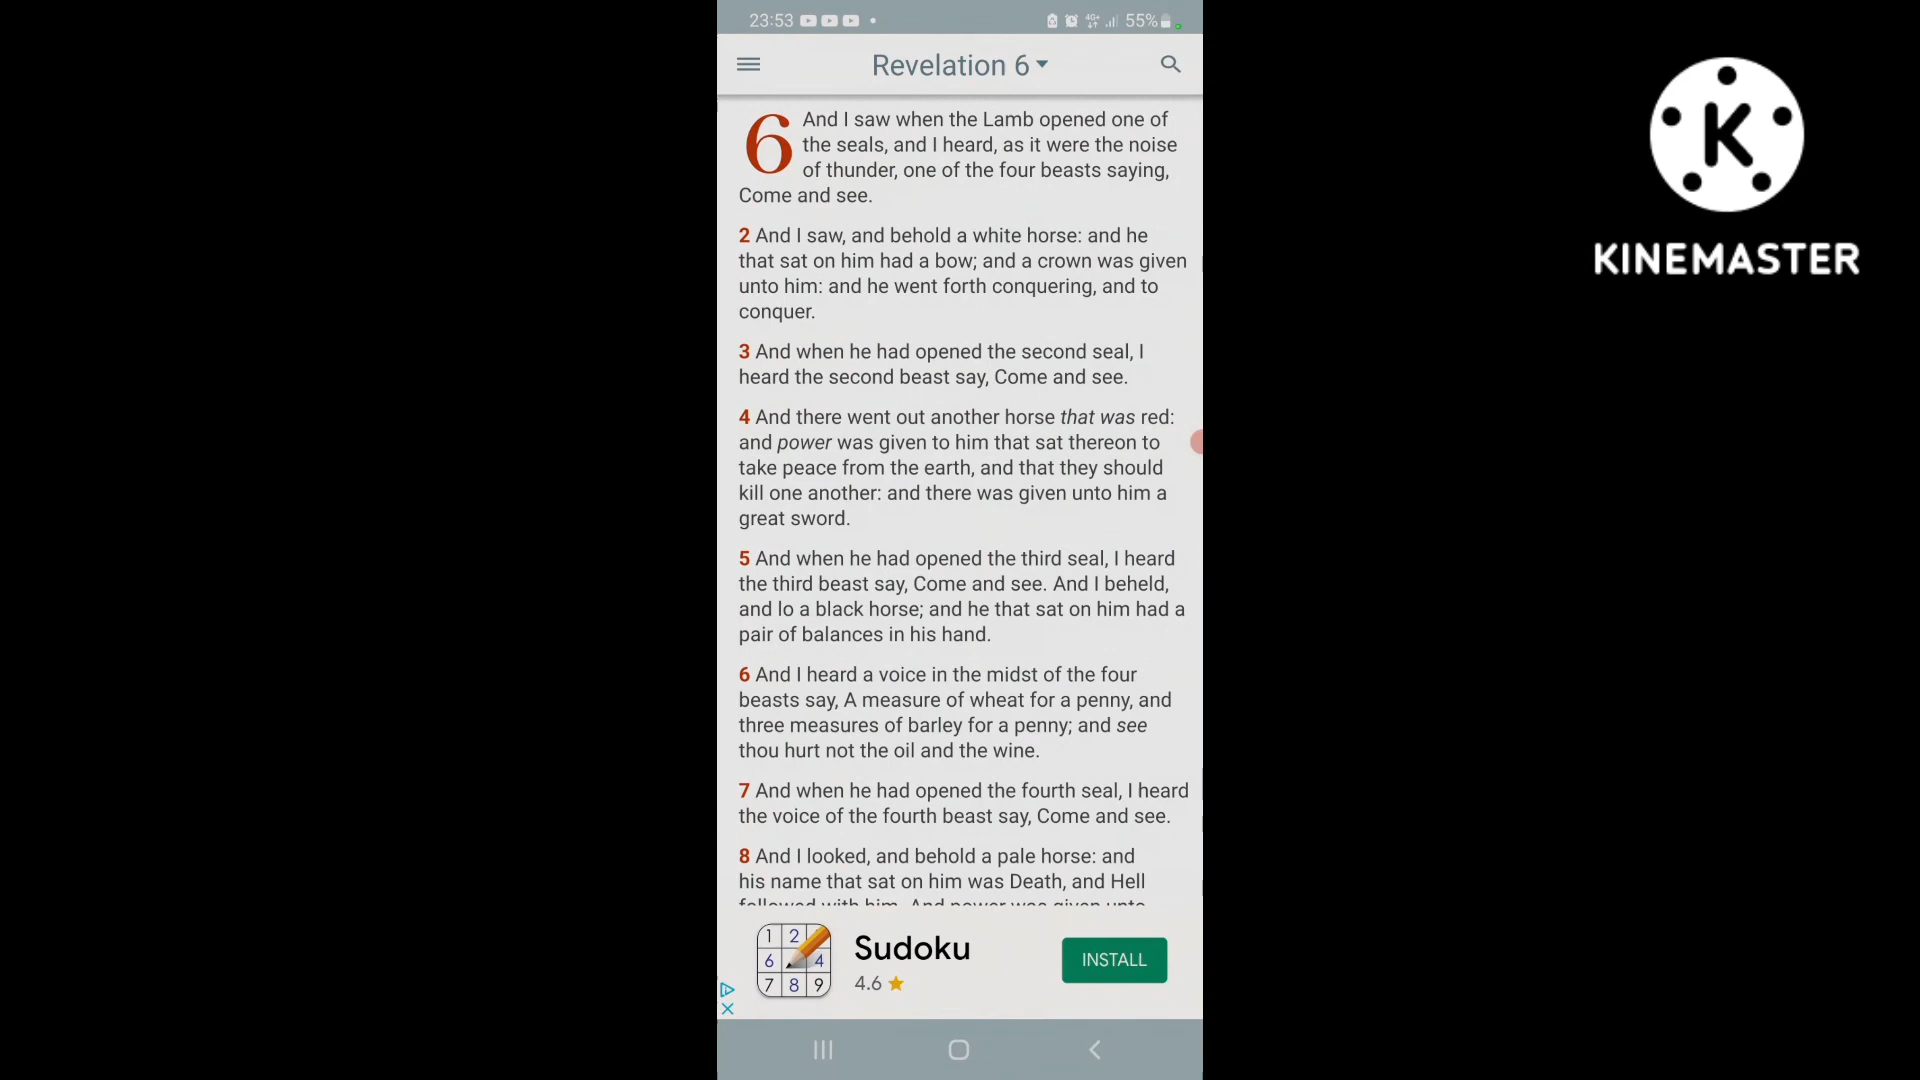 23:53
4G+
55%
Revelation 6
6 And I saw when the Lamb opened one of
the seals, and I heard, as it were the noise
of thunder, one of the four beasts saying,
Come and see.
2 And I saw, and behold a white horse: and he
that sat on him had a bow; and a crown was given
unto him: and he went forth conquering, and to
conquer.
3 And when he had opened the second seal, I
heard the second beast say, Come and see.
4 And there went out another horse that was red:
and power was given to him that sat thereon to
take peace from the earth, and that they should
kill one another: and there was given unto him a
great sword.
5 And when he had opened the third seal, I heard
the third beast say, Come and see. And I beheld,
and lo a black horse; and he that sat on him had a
pair of balances in his hand.
6 And I heard a voice in the midst of the four
beasts say, A measure of wheat for a penny, and
three measures of barley for a penny; and see
thou hurt not the oil and the wine.
7 And when he had opened the fourth seal, I heard
the voice of the fourth beast say, Come and see.
8 And I looked, and behold a pale horse: and
his name that sat on him was Death, and Hell
followed with him. And power was given unto
1 2
6 4
7 8 9
Sudoku
4.6
INSTALL
K
KINEMASTER